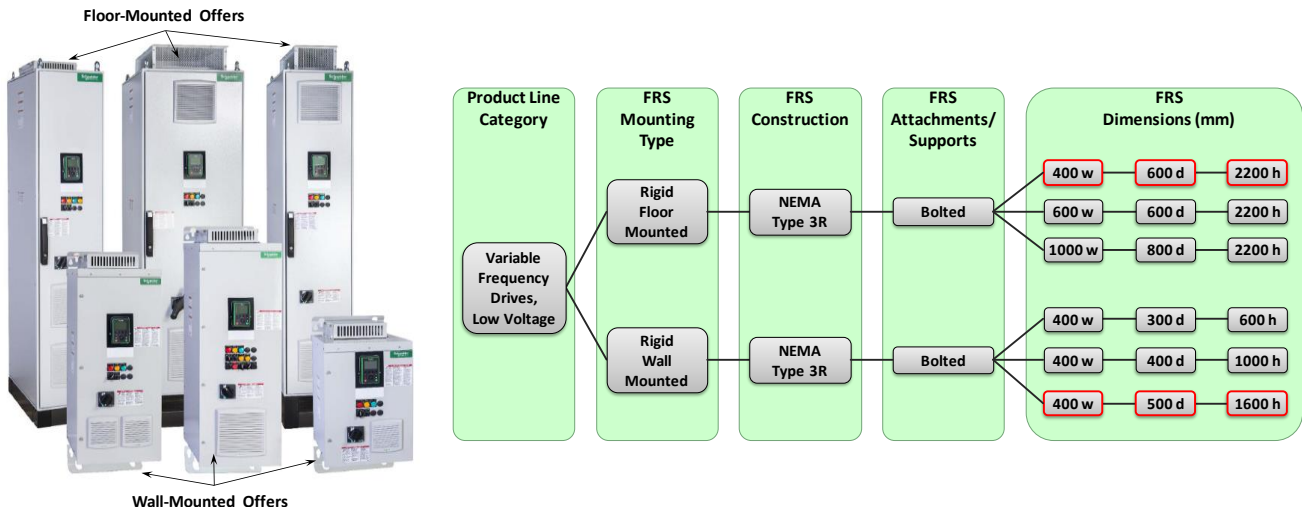 Floor-Mounted Offers
Wall-Mounted Offers
Product Line
Category
FRS
Mounting
Type
FRS
Construction
FRS
Attachments/
Supports
FRS
Dimensions (mm)
Variable
Frequency
Drives,
Low Voltage
Rigid
Floor
Mounted
NEMA
Type 3R
Bolted
400 w 600 d 2200 h
600 w 600 d 2200 h
1000 w 800 d 2200 h
Rigid
Wall
Mounted
NEMA
Type 3R
Bolted
400 w 300 d 600 h
400 w 400 d 1000 h
400 w 500 d 1600 h